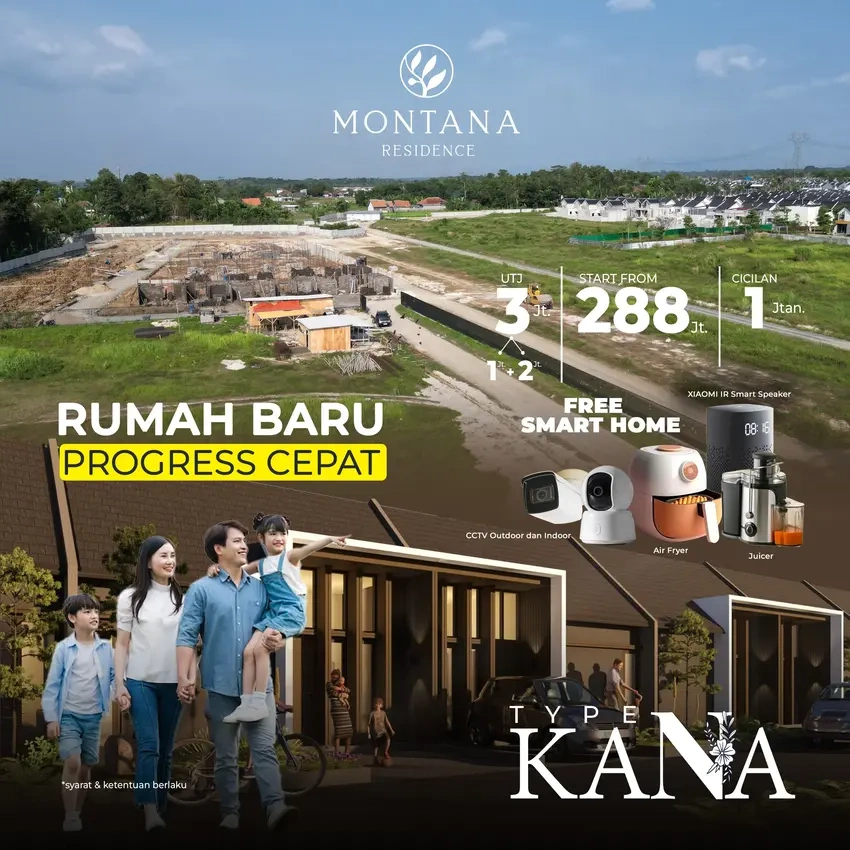 MONTANA
RESIDENCE
UTJ
3 Jt.
1 Jt. + 2 Jt.
START FROM
288 Jt.
CICILAN
1 Jtan.
RUMAH BARU
PROGRESS CEPAT
FREE
SMART HOME
XIAOMI IR Smart Speaker
08:16
CCTV Outdoor dan Indoor
Air Fryer
Juicer
TYPE
KANA
*syarat & ketentuan berlaku